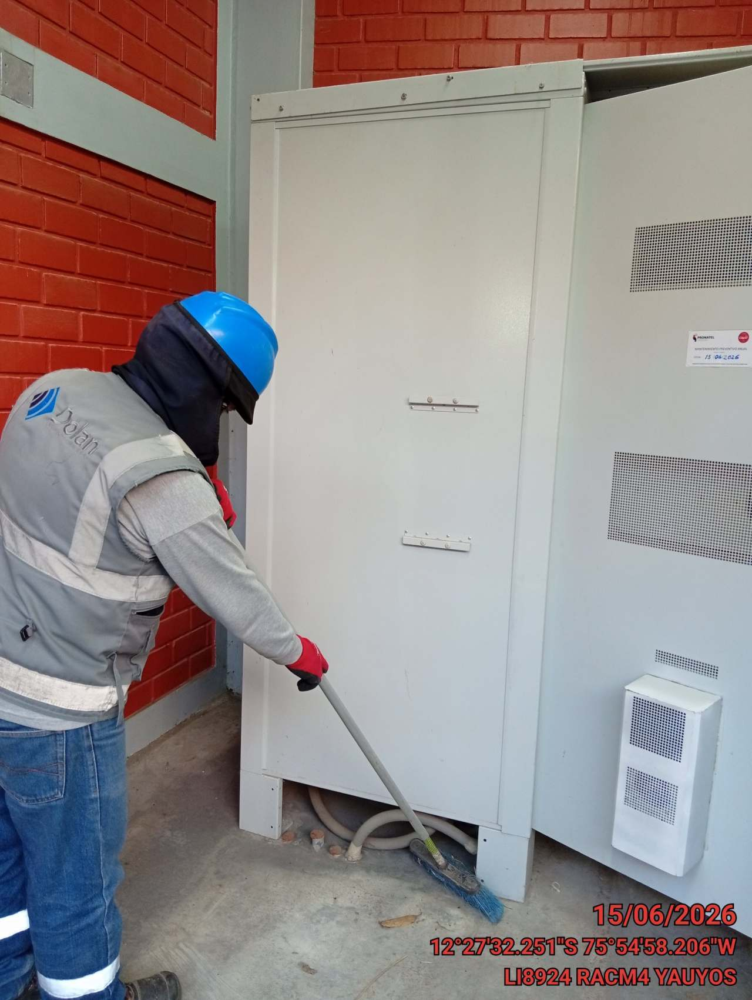 Dolan
PRONATEL
Claro
MANTENIMIENTO PREVENTIVO ANUAL
15 06 2026
15/06/2026
12°27'32.251"S 75°54'58.206"W
LI8924 RACM4 YAUYOS